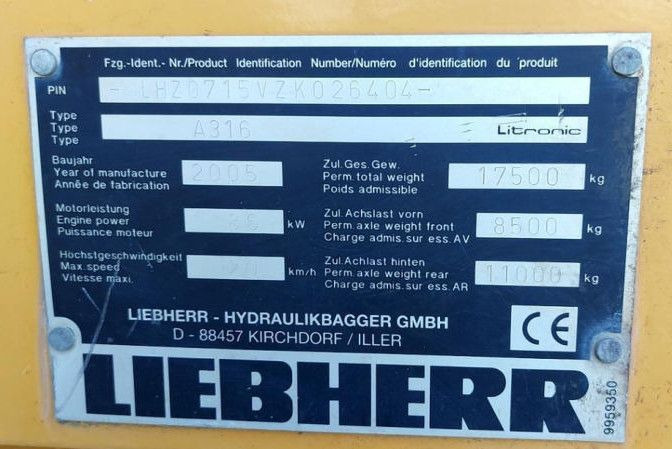 Fzg.-Ident.- Nr./Product Identification Number/Numéro d'identification du produit
PIN -LHZ0715VZK026404-
Type
Type A316 Litronic
Type
Baujahr
Year of manufacture 2005
Année de fabrication
Zul.Ges.Gew.
Perm.total weight 17500 kg
Poids admissible
Motorleistung
Engine power kW
Puissance moteur
Zul.Achslast vorn
Perm.axle weight front 8500 kg
Charge admis.sur ess.AV
Höchstgeschwindigkeit
Max.speed km/h
Vitesse maxi.
Zul.Achlast hinten
Perm.axle weight rear 11000 kg
Charge admis.sur ess.AR
LIEBHERR - HYDRAULIKBAGGER GMBH
D - 88457 KIRCHDORF / ILLER
CE
LIEBHERR
9959350